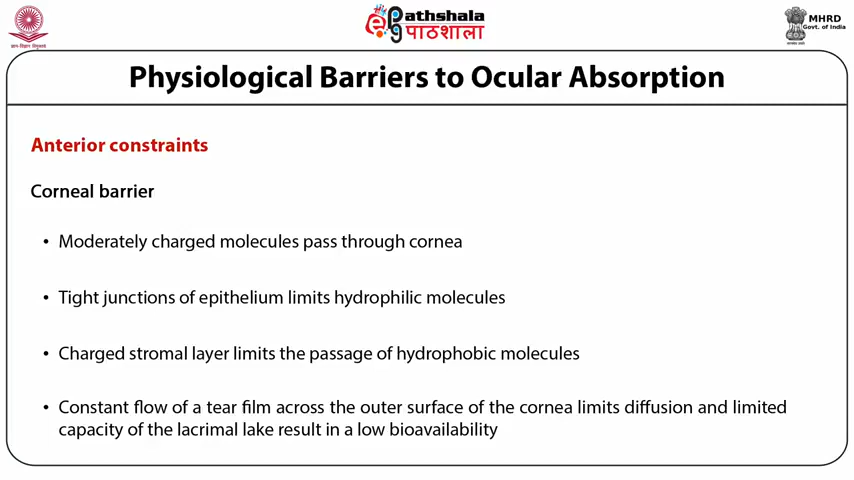 ePathshala
पाठशाला
MHRD
Govt. of India
Physiological Barriers to Ocular Absorption
Anterior constraints
Corneal barrier
• Moderately charged molecules pass through cornea
• Tight junctions of epithelium limits hydrophilic molecules
• Charged stromal layer limits the passage of hydrophobic molecules
• Constant flow of a tear film across the outer surface of the cornea limits diffusion and limited
capacity of the lacrimal lake result in a low bioavailability